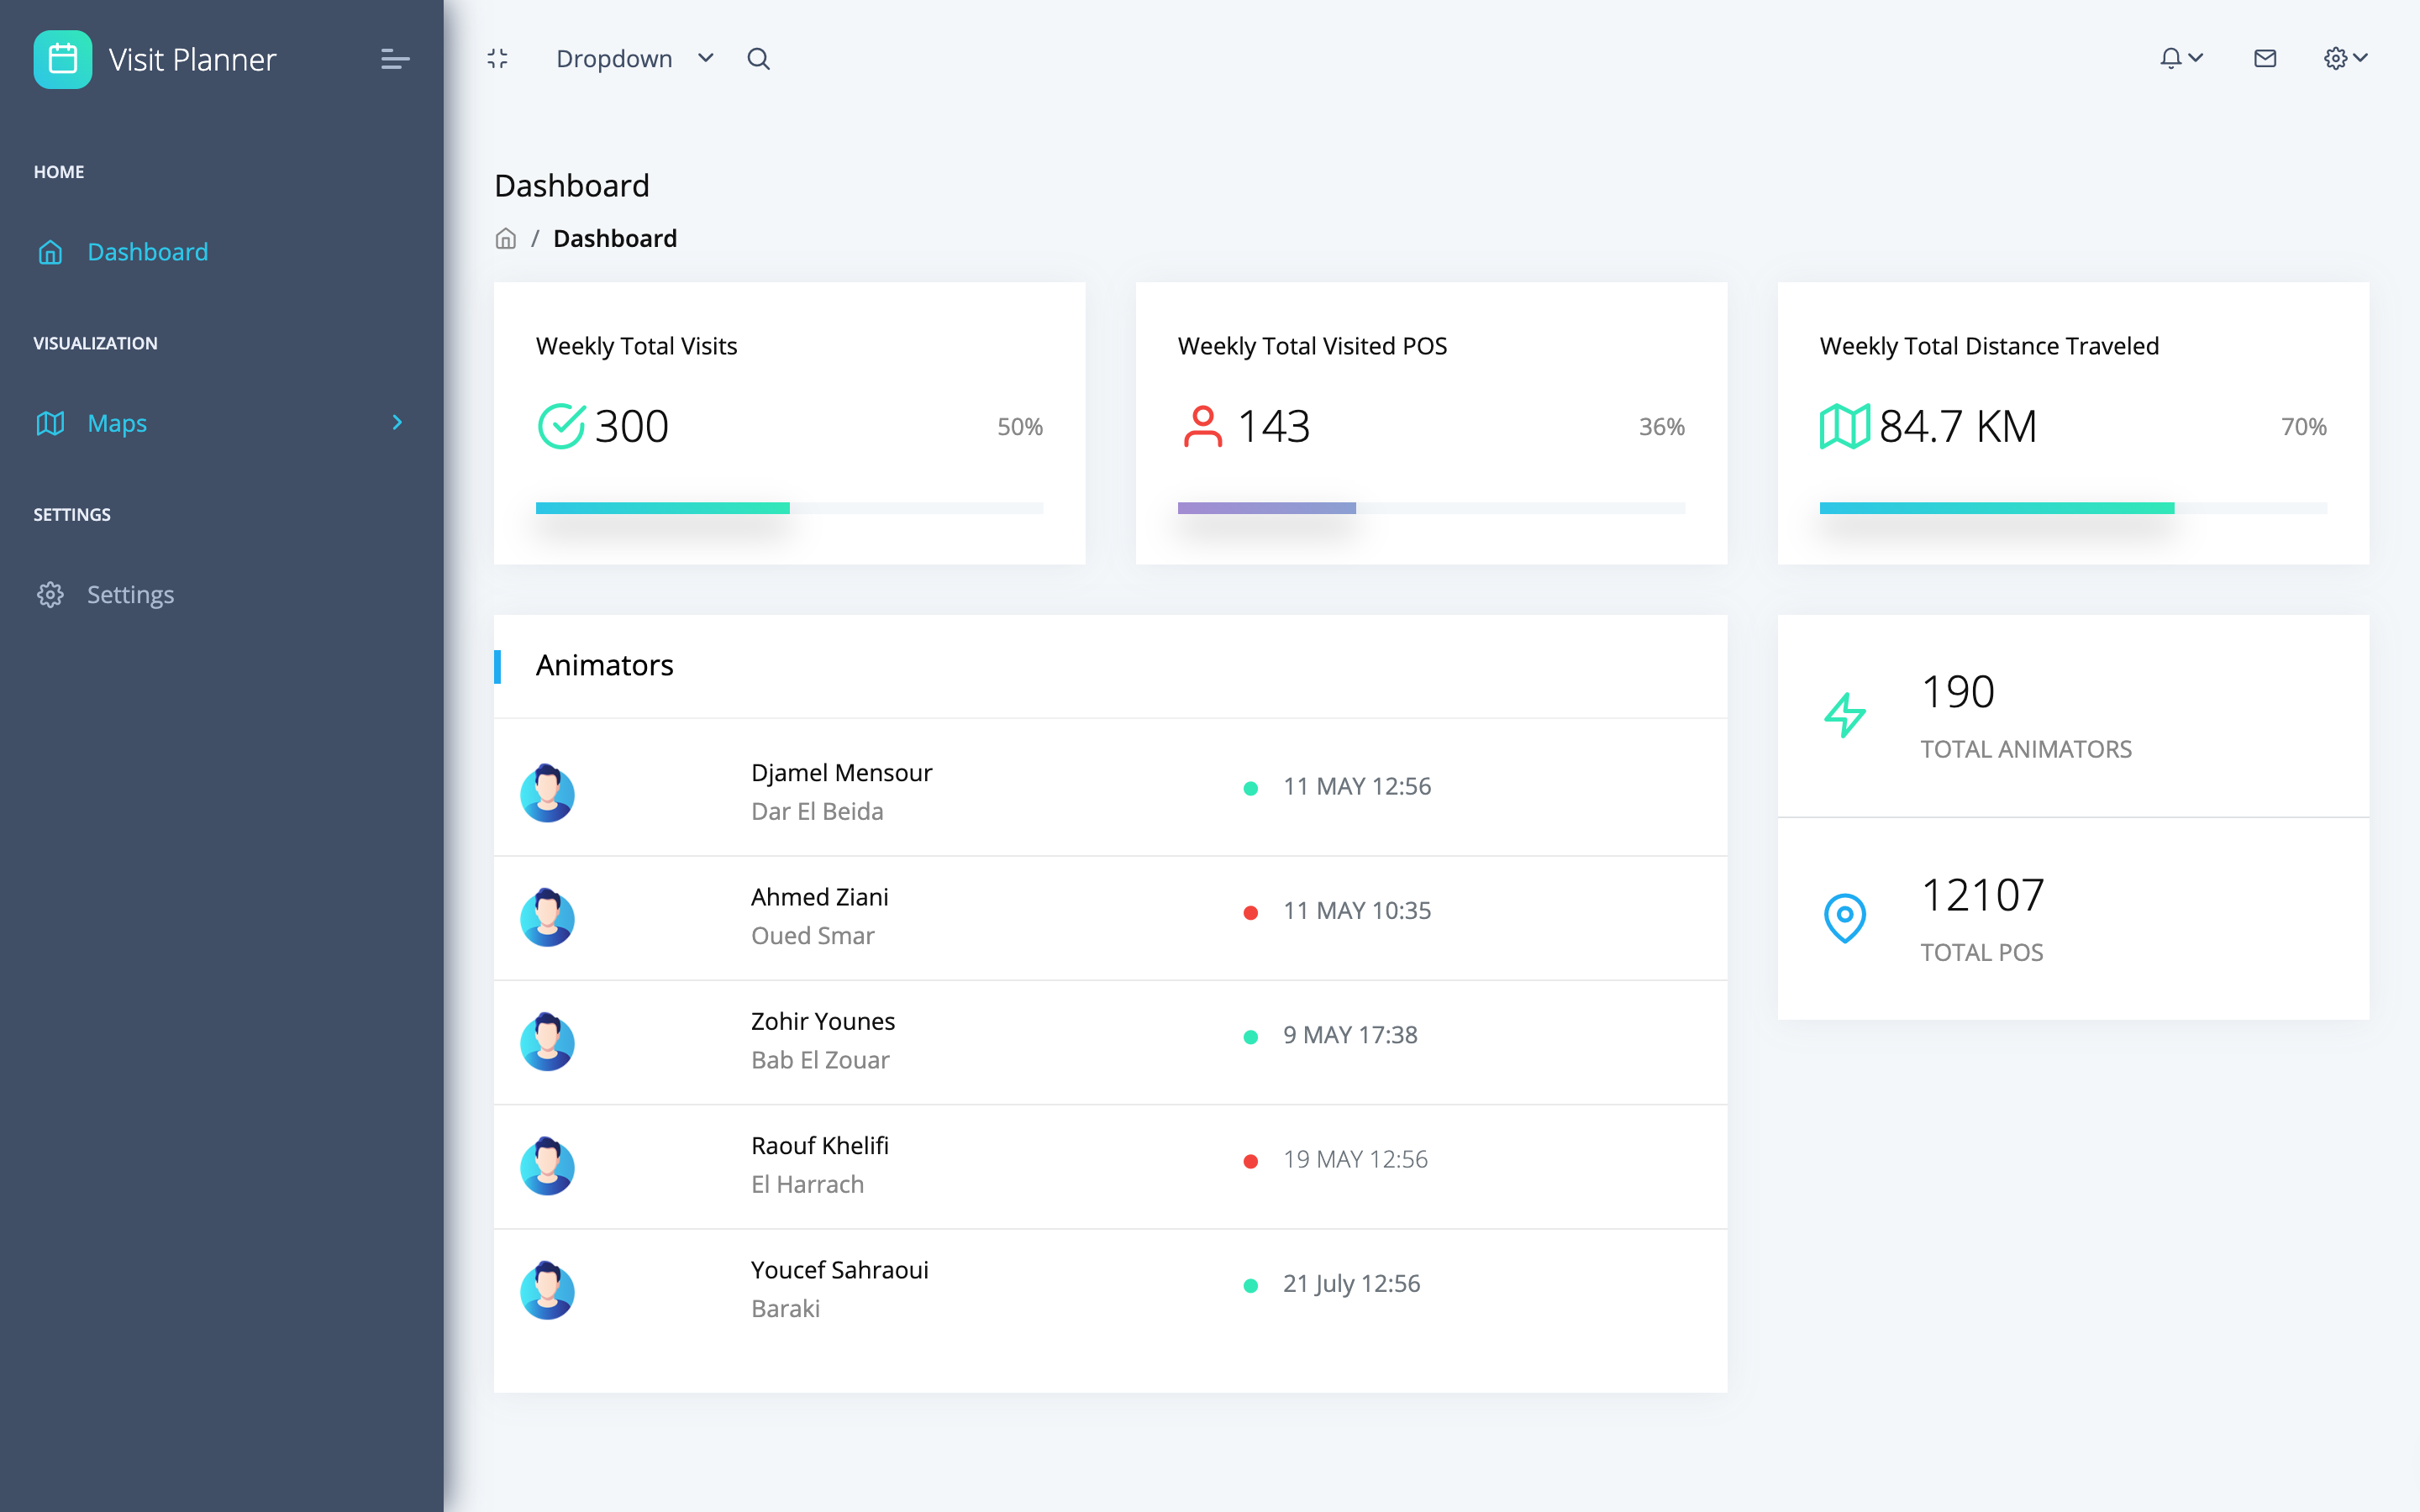 Visit Planner
Dropdown
HOME
Dashboard
VISUALIZATION
Maps
SETTINGS
Settings
Dashboard
/ Dashboard
Weekly Total Visits
300
50%
Weekly Total Visited POS
143
36%
Weekly Total Distance Traveled
84.7 KM
70%
Animators
Djamel Mensour
Dar El Beida
11 MAY 12:56
Ahmed Ziani
Oued Smar
11 MAY 10:35
Zohir Younes
Bab El Zouar
9 MAY 17:38
Raouf Khelifi
El Harrach
19 MAY 12:56
Youcef Sahraoui
Baraki
21 July 12:56
190
TOTAL ANIMATORS
12107
TOTAL POS